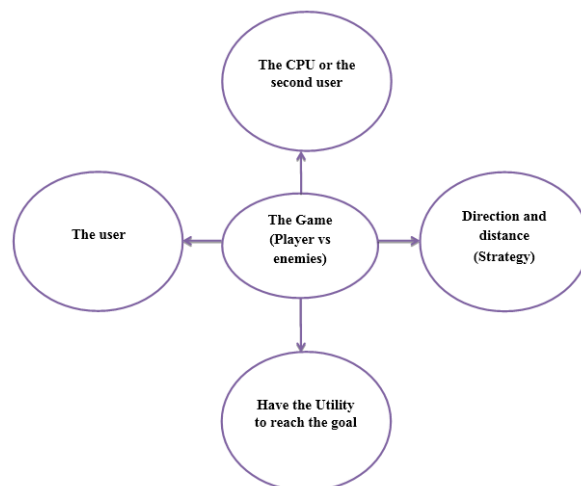 The CPU or the
second user
The user
The Game
(Player vs
enemies)
Direction and
distance
(Strategy)
Have the Utility
to reach the goal